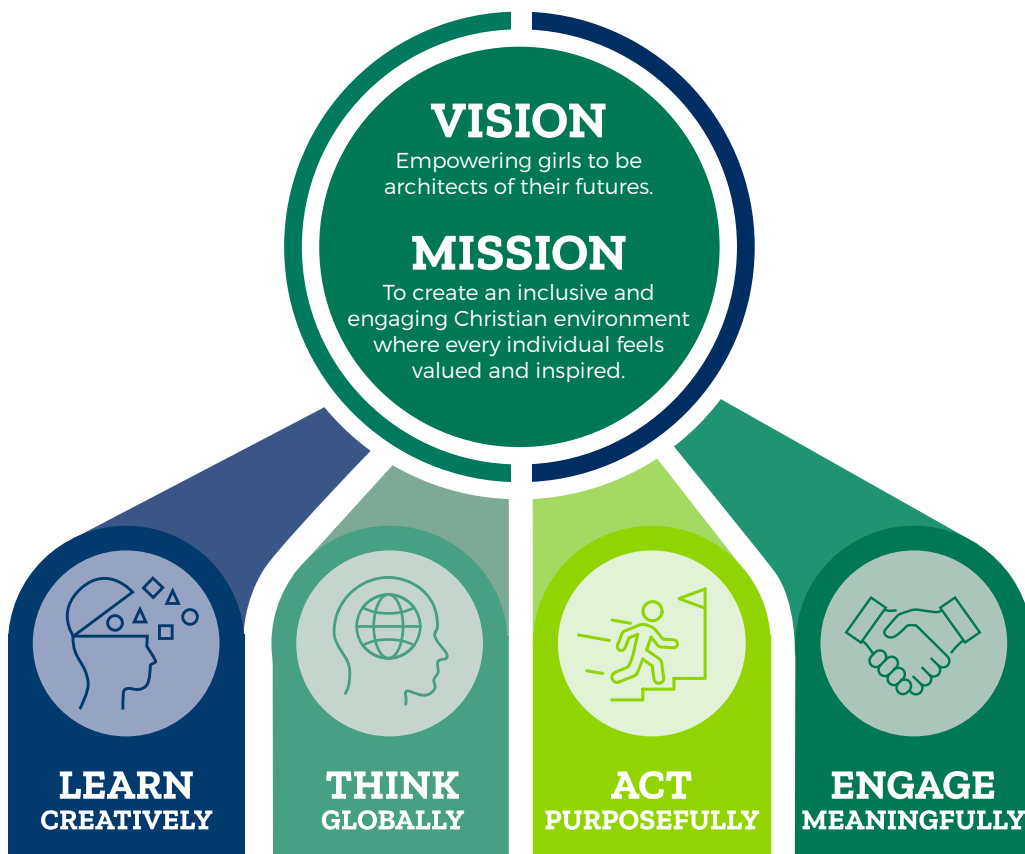 VISION
Empowering girls to be
architects of their futures.
MISSION
To create an inclusive and
engaging Christian environment
where every individual feels
valued and inspired.
LEARN
CREATIVELY
THINK
GLOBALLY
ACT
PURPOSEFULLY
ENGAGE
MEANINGFULLY